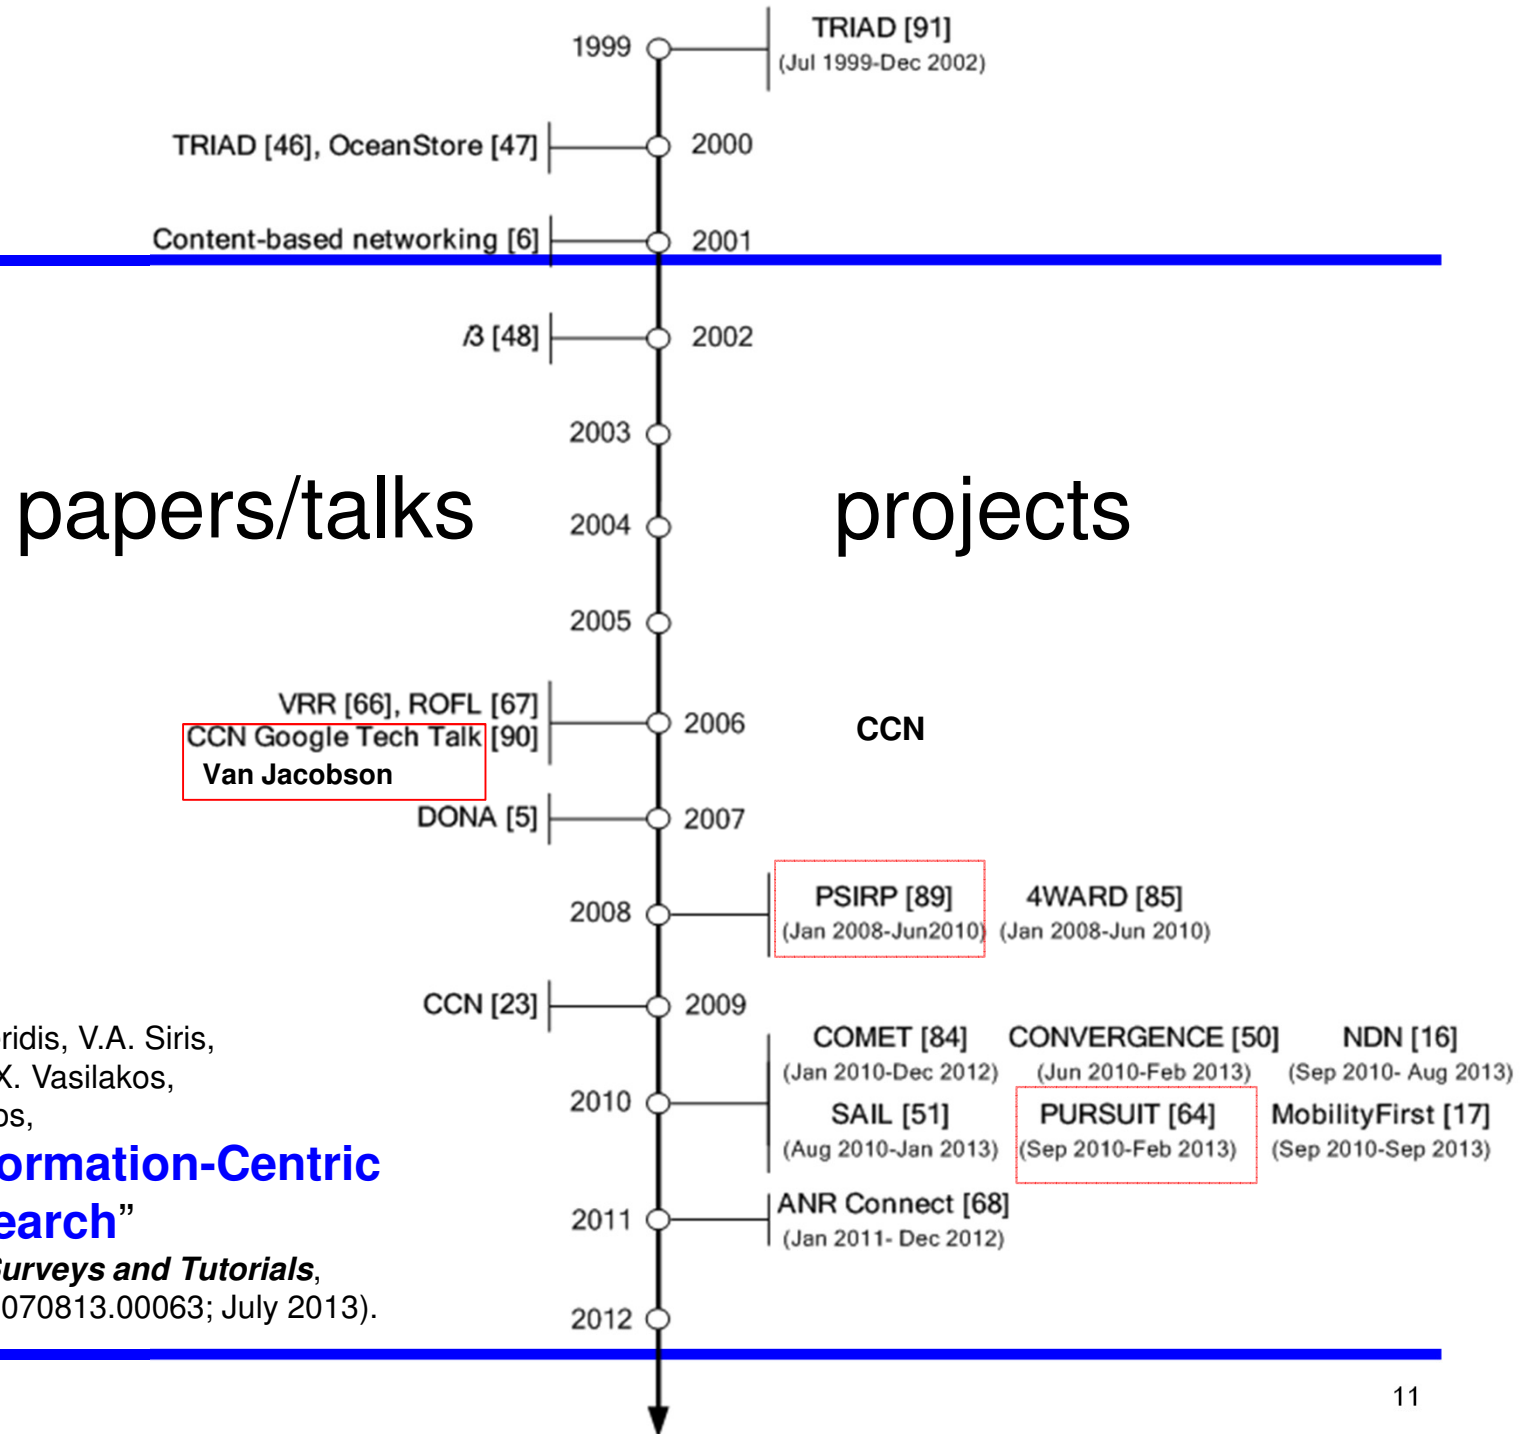 1999
TRIAD [91]
(Jul 1999-Dec 2002)
TRIAD [46], OceanStore [47]
2000
Content-based networking [6]
2001
i3 [48]
2002
2003
papers/talks
projects
2004
2005
VRR [66], ROFL [67]
CCN Google Tech Talk [90]
Van Jacobson
2006
CCN
DONA [5]
2007
2008
PSIRP [89] 4WARD [85]
(Jan 2008-Jun2010) (Jan 2008-Jun 2010)
CCN [23]
2009
COMET [84] CONVERGENCE [50] NDN [16]
(Jan 2010-Dec 2012) (Jun 2010-Feb 2013) (Sep 2010- Aug 2013)
2010
SAIL [51] PURSUIT [64] MobilityFirst [17]
(Aug 2010-Jan 2013) (Sep 2010-Feb 2013) (Sep 2010-Sep 2013)
2011
ANR Connect [68]
(Jan 2011- Dec 2012)
2012
ridis, V.A. Siris,
X. Vasilakos,
os,
ormation-Centric
earch”
Surveys and Tutorials,
070813.00063; July 2013).
11